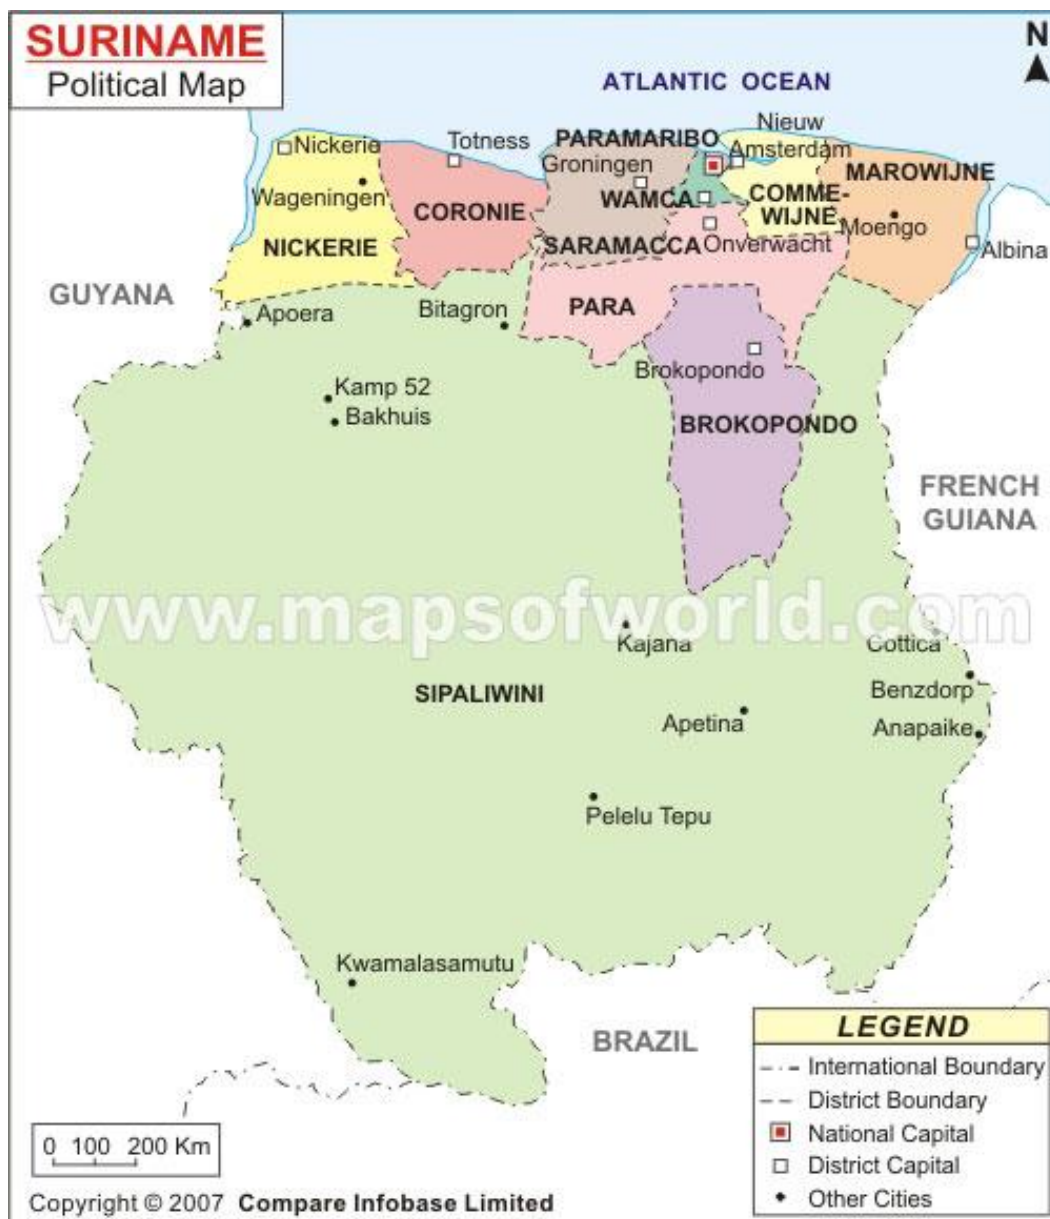 SURINAME
Political Map
N
ATLANTIC OCEAN
Nieuw
Amsterdam
PARAMARIBO
Nickerie
Totness
Groningen
MAROWIJNE
Wageningen
CORONIE
WAMCA
COMME-
WIJNE
Moengo
NICKERIE
SARAMACCA
Onverwacht
Albina
GUYANA
Apoera
Bitagron
PARA
Brokopondo
Kamp 52
Bakhuis
BROKOPONDO
FRENCH
GUIANA
www.mapsofworld.com
Kajana
Cottica
Benzdorp
SIPALIWINI
Apetina
Anapaike
Pelelu Tepu
Kwamalasamutu
BRAZIL
LEGEND
International Boundary
District Boundary
National Capital
District Capital
Other Cities
0 100 200 Km
Copyright © 2007 Compare Infobase Limited